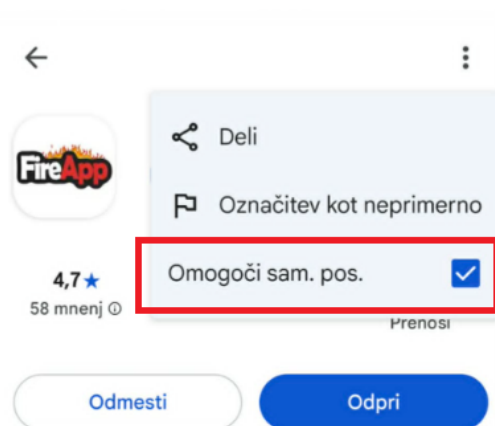 Deli
FireApp
Označitev kot neprimerno
Omogoči sam. pos.
4,7★
58 mnenj
Prenosi
Odmesti
Odpri